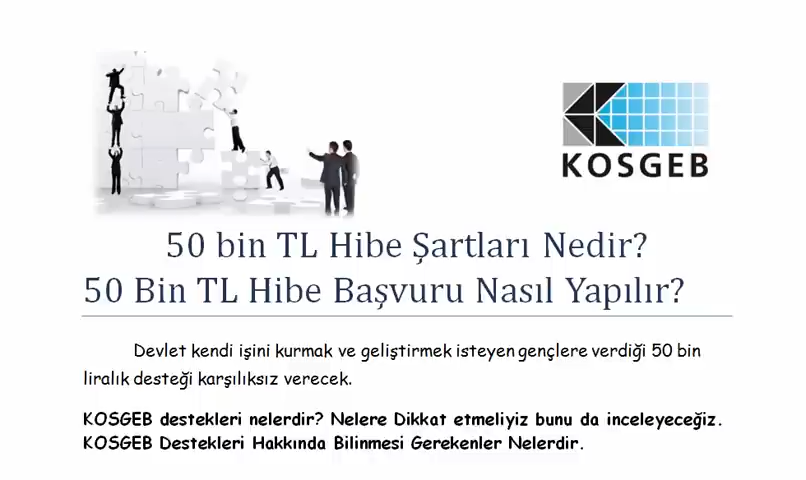 KOSGEB
50 bin TL Hibe Şartları Nedir?
50 Bin TL Hibe Başvuru Nasıl Yapılır?
Devlet kendi işini kurmak ve geliştirmek isteyen gençlere verdiği 50 bin
liralık desteği karşılıksız verecek.
KOSGEB destekleri nelerdir? Nelere Dikkat etmeliyiz bunu da inceleyeceğiz.
KOSGEB Destekleri Hakkında Bilinmesi Gerekenler Nelerdir.